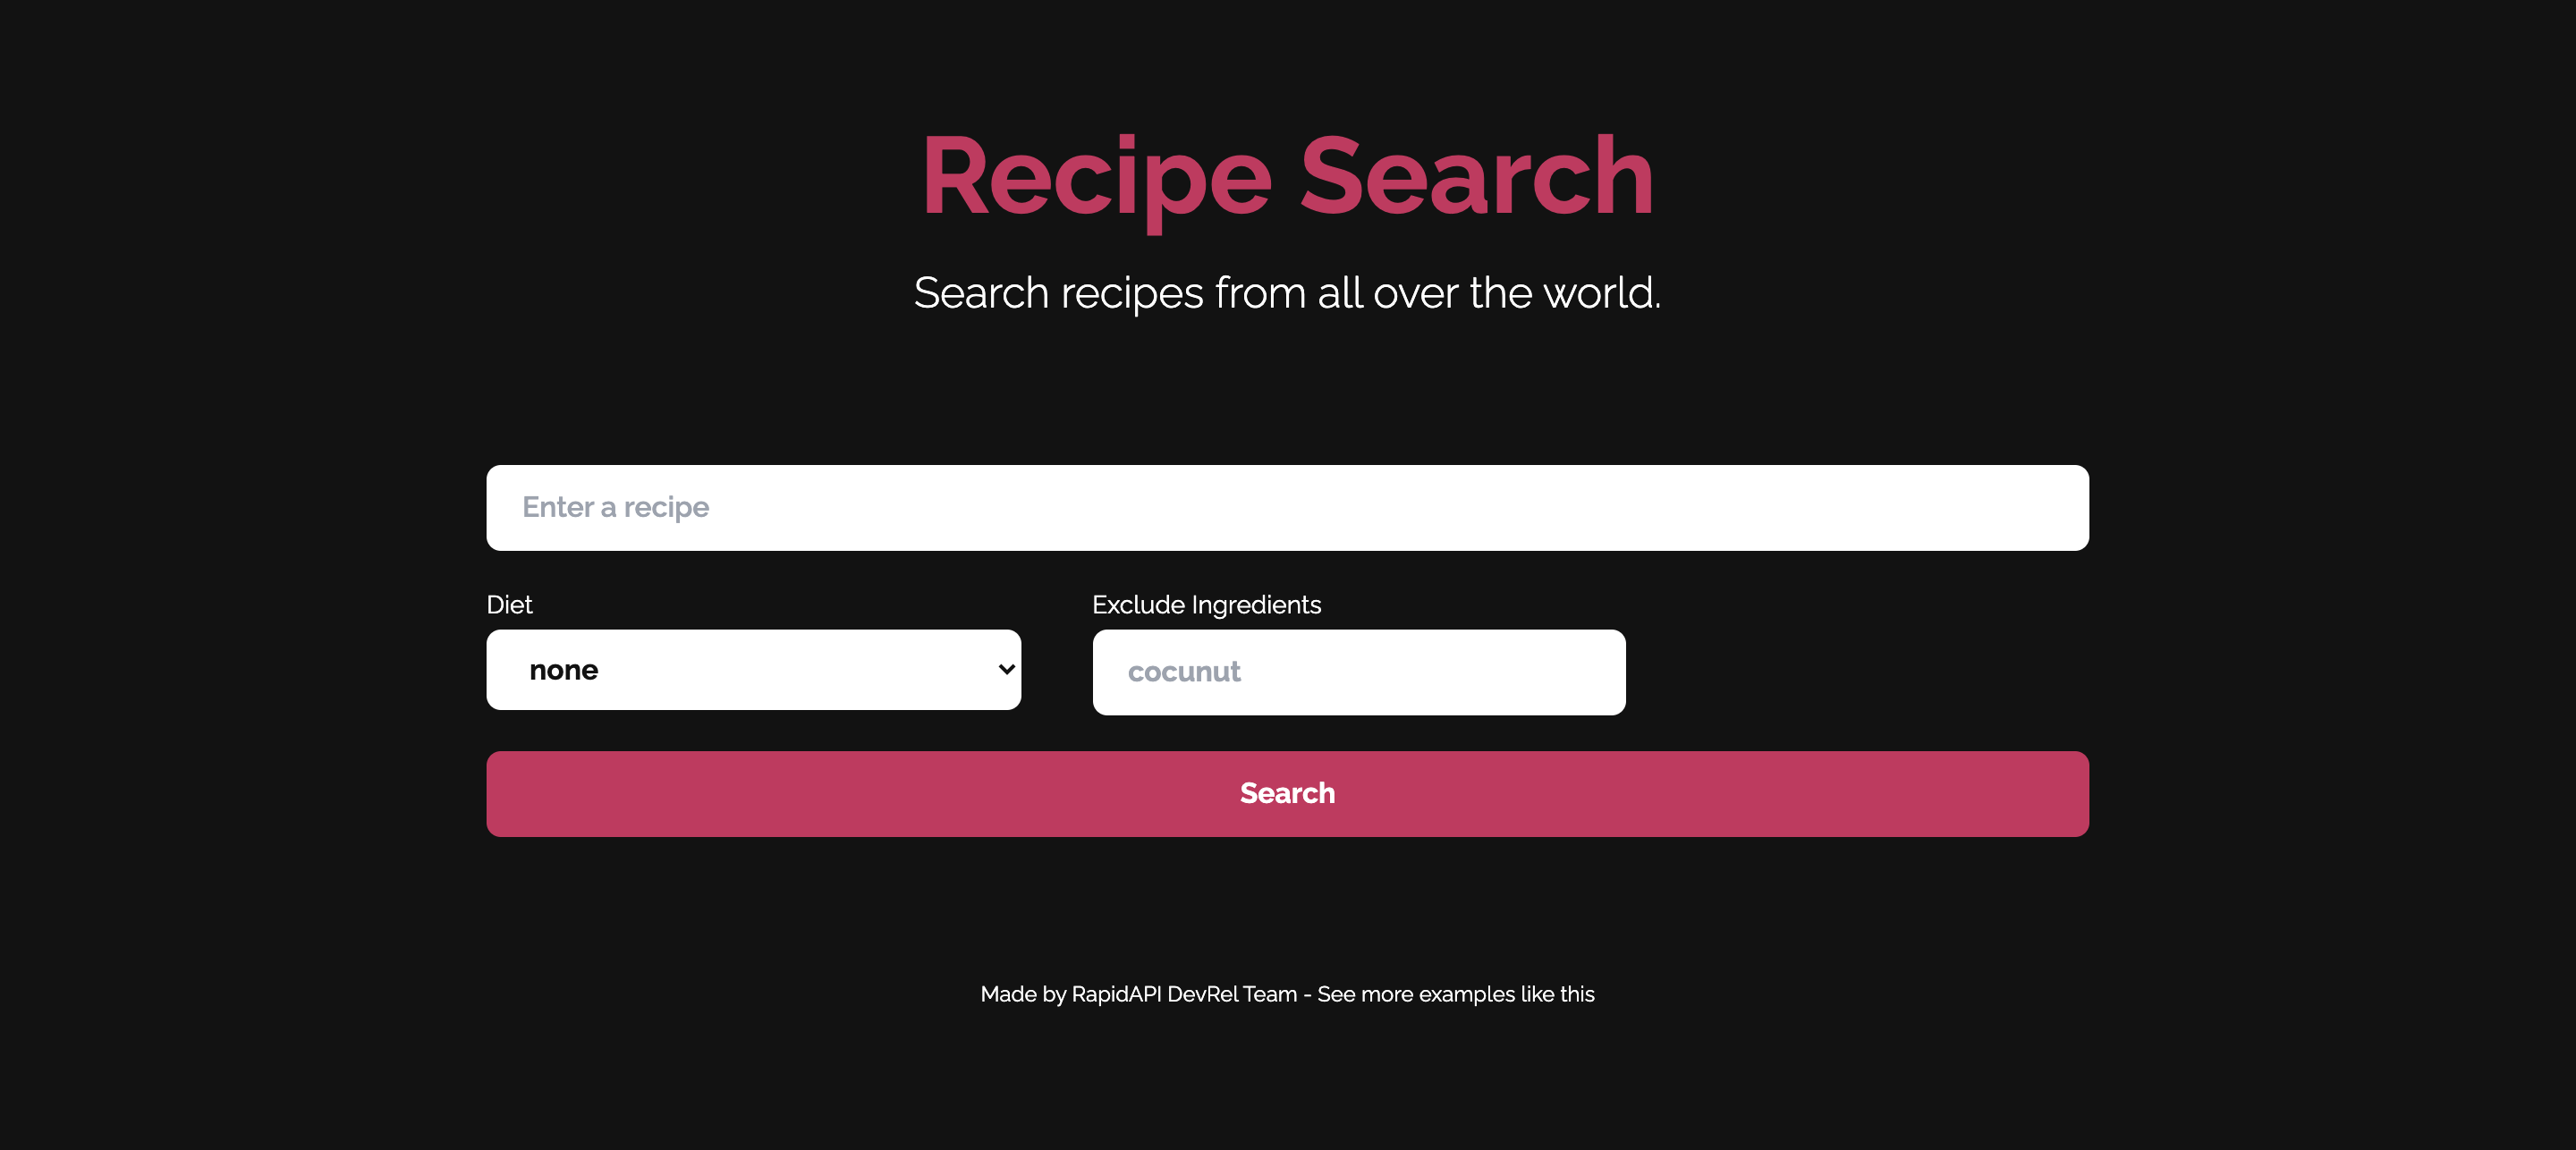 Recipe Search
Search recipes from all over the world.
Enter a recipe
Diet
Exclude Ingredients
none
cocunut
Search
Made by RapidAPI DevRel Team - See more examples like this